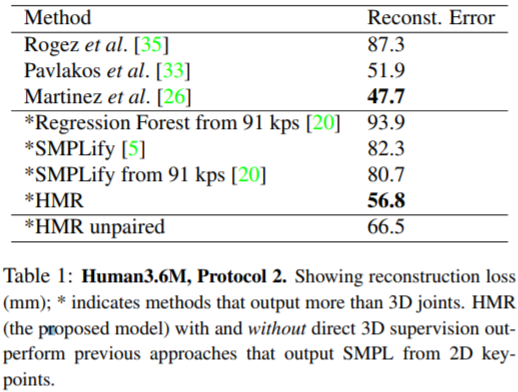 Method Reconst. Error
Rogez et al. [35] 87.3
Pavlakos et al. [33] 51.9
Martinez et al. [26] 47.7
*Regression Forest from 91 kps [20] 93.9
*SMPLify [5] 82.3
*SMPLify from 91 kps [20] 80.7
*HMR 56.8
*HMR unpaired 66.5
Table 1: Human3.6M, Protocol 2. Showing reconstruction loss
(mm); * indicates methods that output more than 3D joints. HMR
(the proposed model) with and without direct 3D supervision out-
perform previous approaches that output SMPL from 2D key-
points.